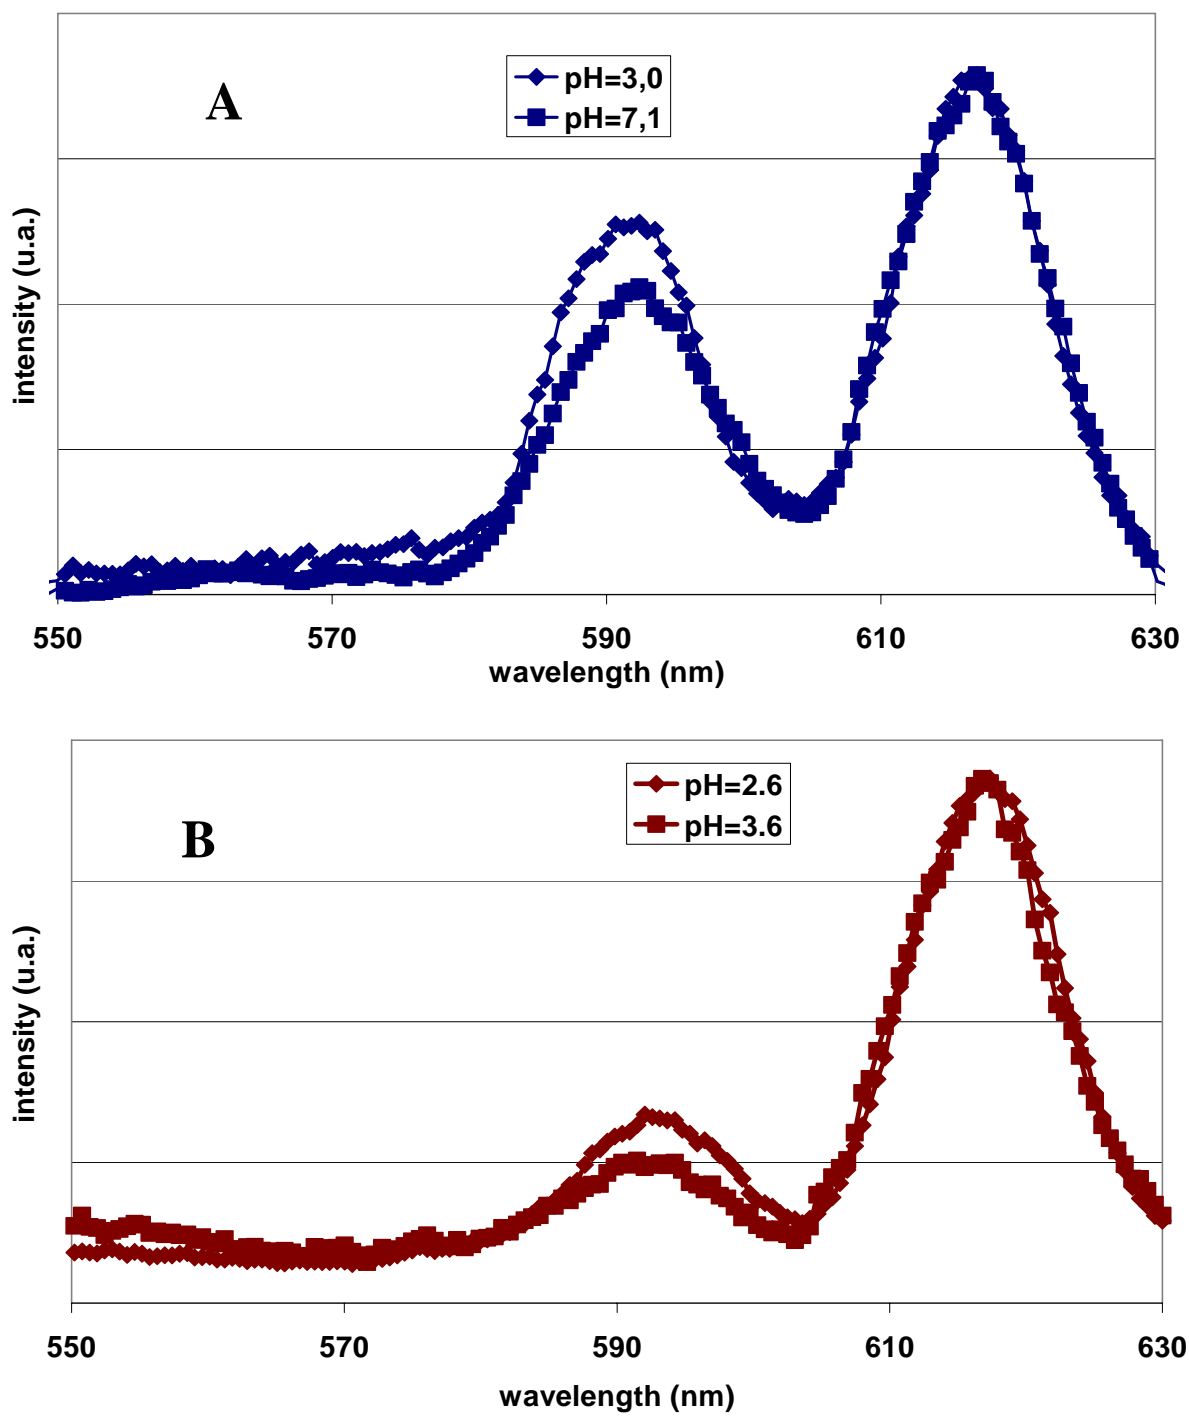 A
pH=3,0
pH=7,1
intensity (u.a.)
550 570 590 610 630
wavelength (nm)
B
pH=2.6
pH=3.6
intensity (u.a.)
550 570 590 610 630
wavelength (nm)